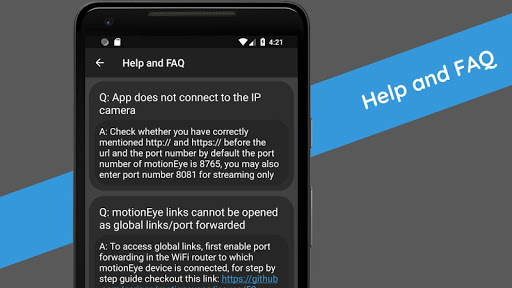 4:21
Help and FAQ
Q: App does not connect to the IP
camera
A: Check whether you have correctly
mentioned http:// and https:// before the
url and the port number by default the port
number of motionEye is 8765, you may also
enter port number 8081 for streaming only
Q: motionEye links cannot be opened
as global links/port forwarded
A: To access global links, first enable port
forwarding in the WiFi router to which
motionEye device is connected, for step by
step guide checkout this link: https://github
Help and FAQ